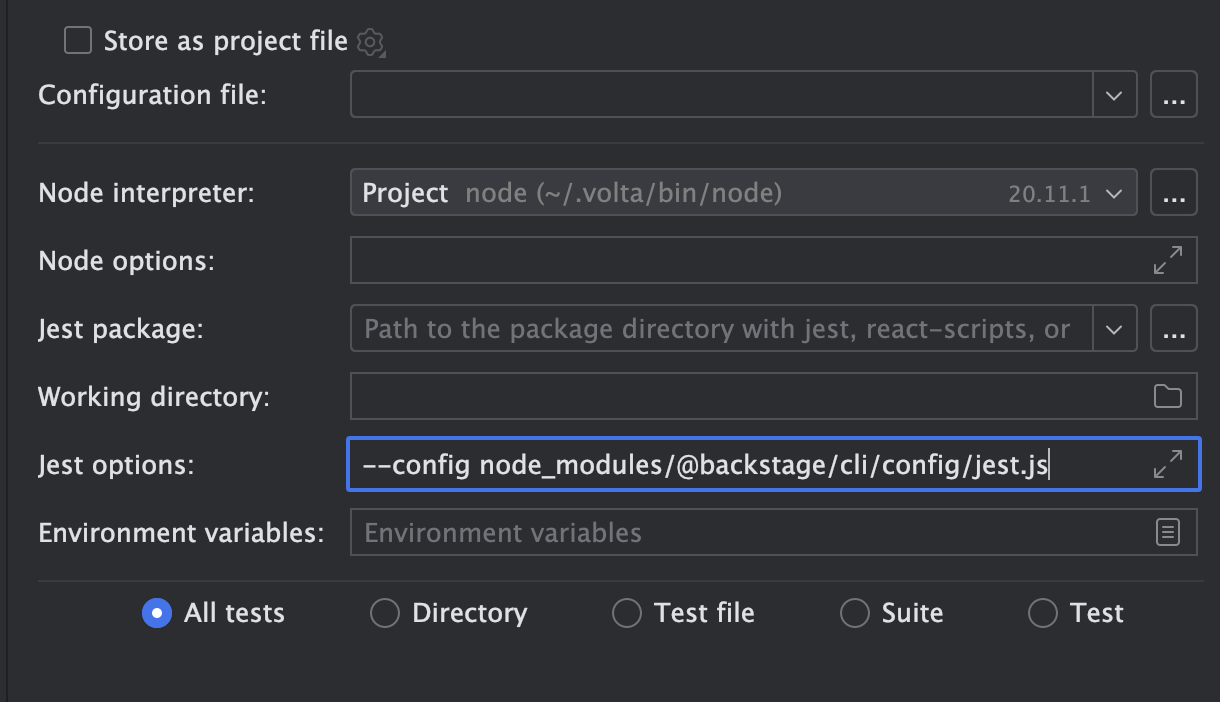 Store as project file
Configuration file:
...
Node interpreter: Project node (~/.volta/bin/node) 20.11.1
...
Node options:
Jest package: Path to the package directory with jest, react-scripts, or
...
Working directory:
Jest options: --config node_modules/@backstage/cli/config/jest.js
Environment variables: Environment variables
All tests Directory Test file Suite Test